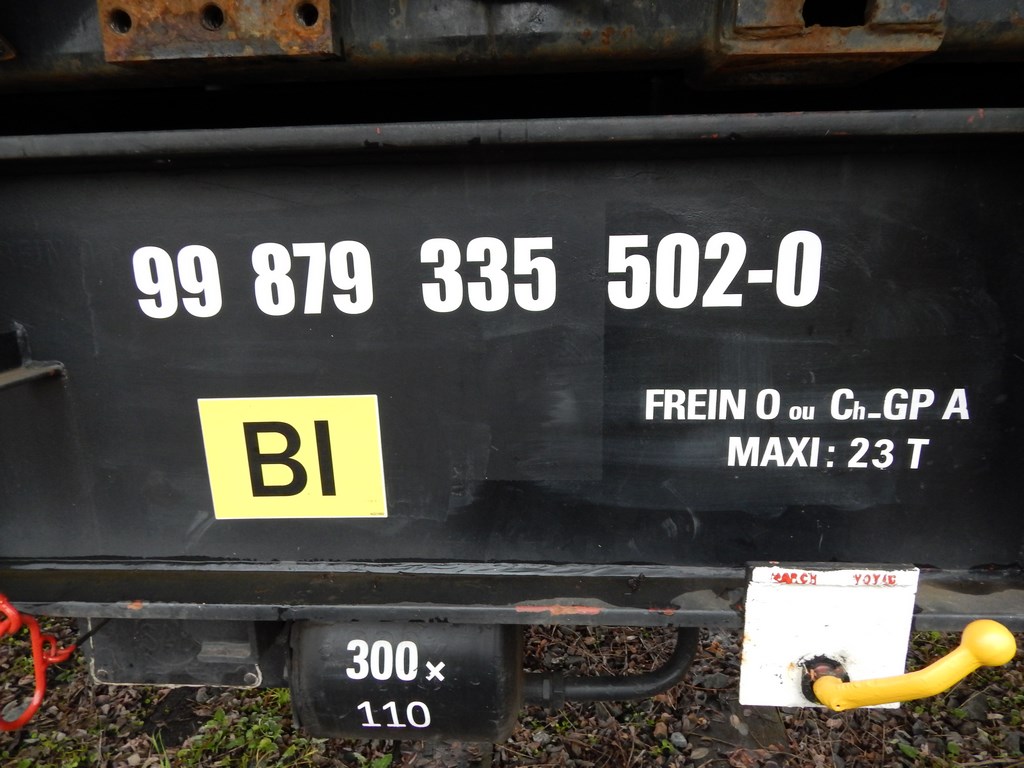 99 879 335 502-0
BI
FREIN O ou Ch-GP A
MAXI: 23 T
300 x
110